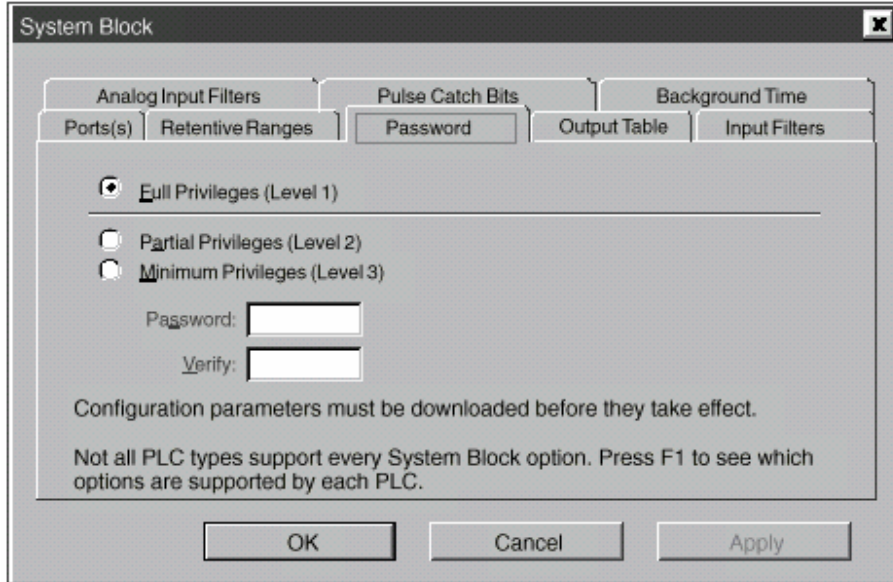 System Block
Analog Input Filters Pulse Catch Bits Background Time
Ports(s) Retentive Ranges Password Output Table Input Filters
Full Privileges (Level 1)
Partial Privileges (Level 2)
Minimum Privileges (Level 3)
Password:
Verify:
Configuration parameters must be downloaded before they take effect.
Not all PLC types support every System Block option. Press F1 to see which
options are supported by each PLC.
OK Cancel Apply